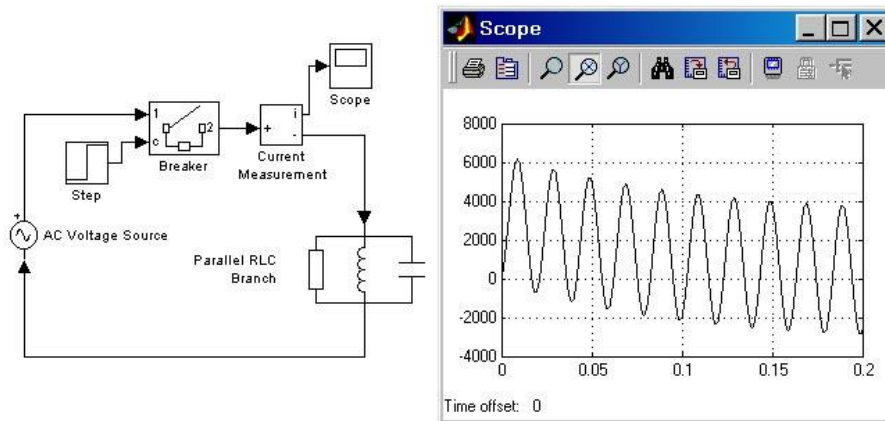 Scope
1
c
2
Breaker
Step
+
i
-
Current
Measurement
Scope
+
AC Voltage Source
Parallel RLC
Branch
Scope
8000
6000
4000
2000
0
-2000
-4000
0
0.05
0.1
0.15
0.2
Time offset: 0